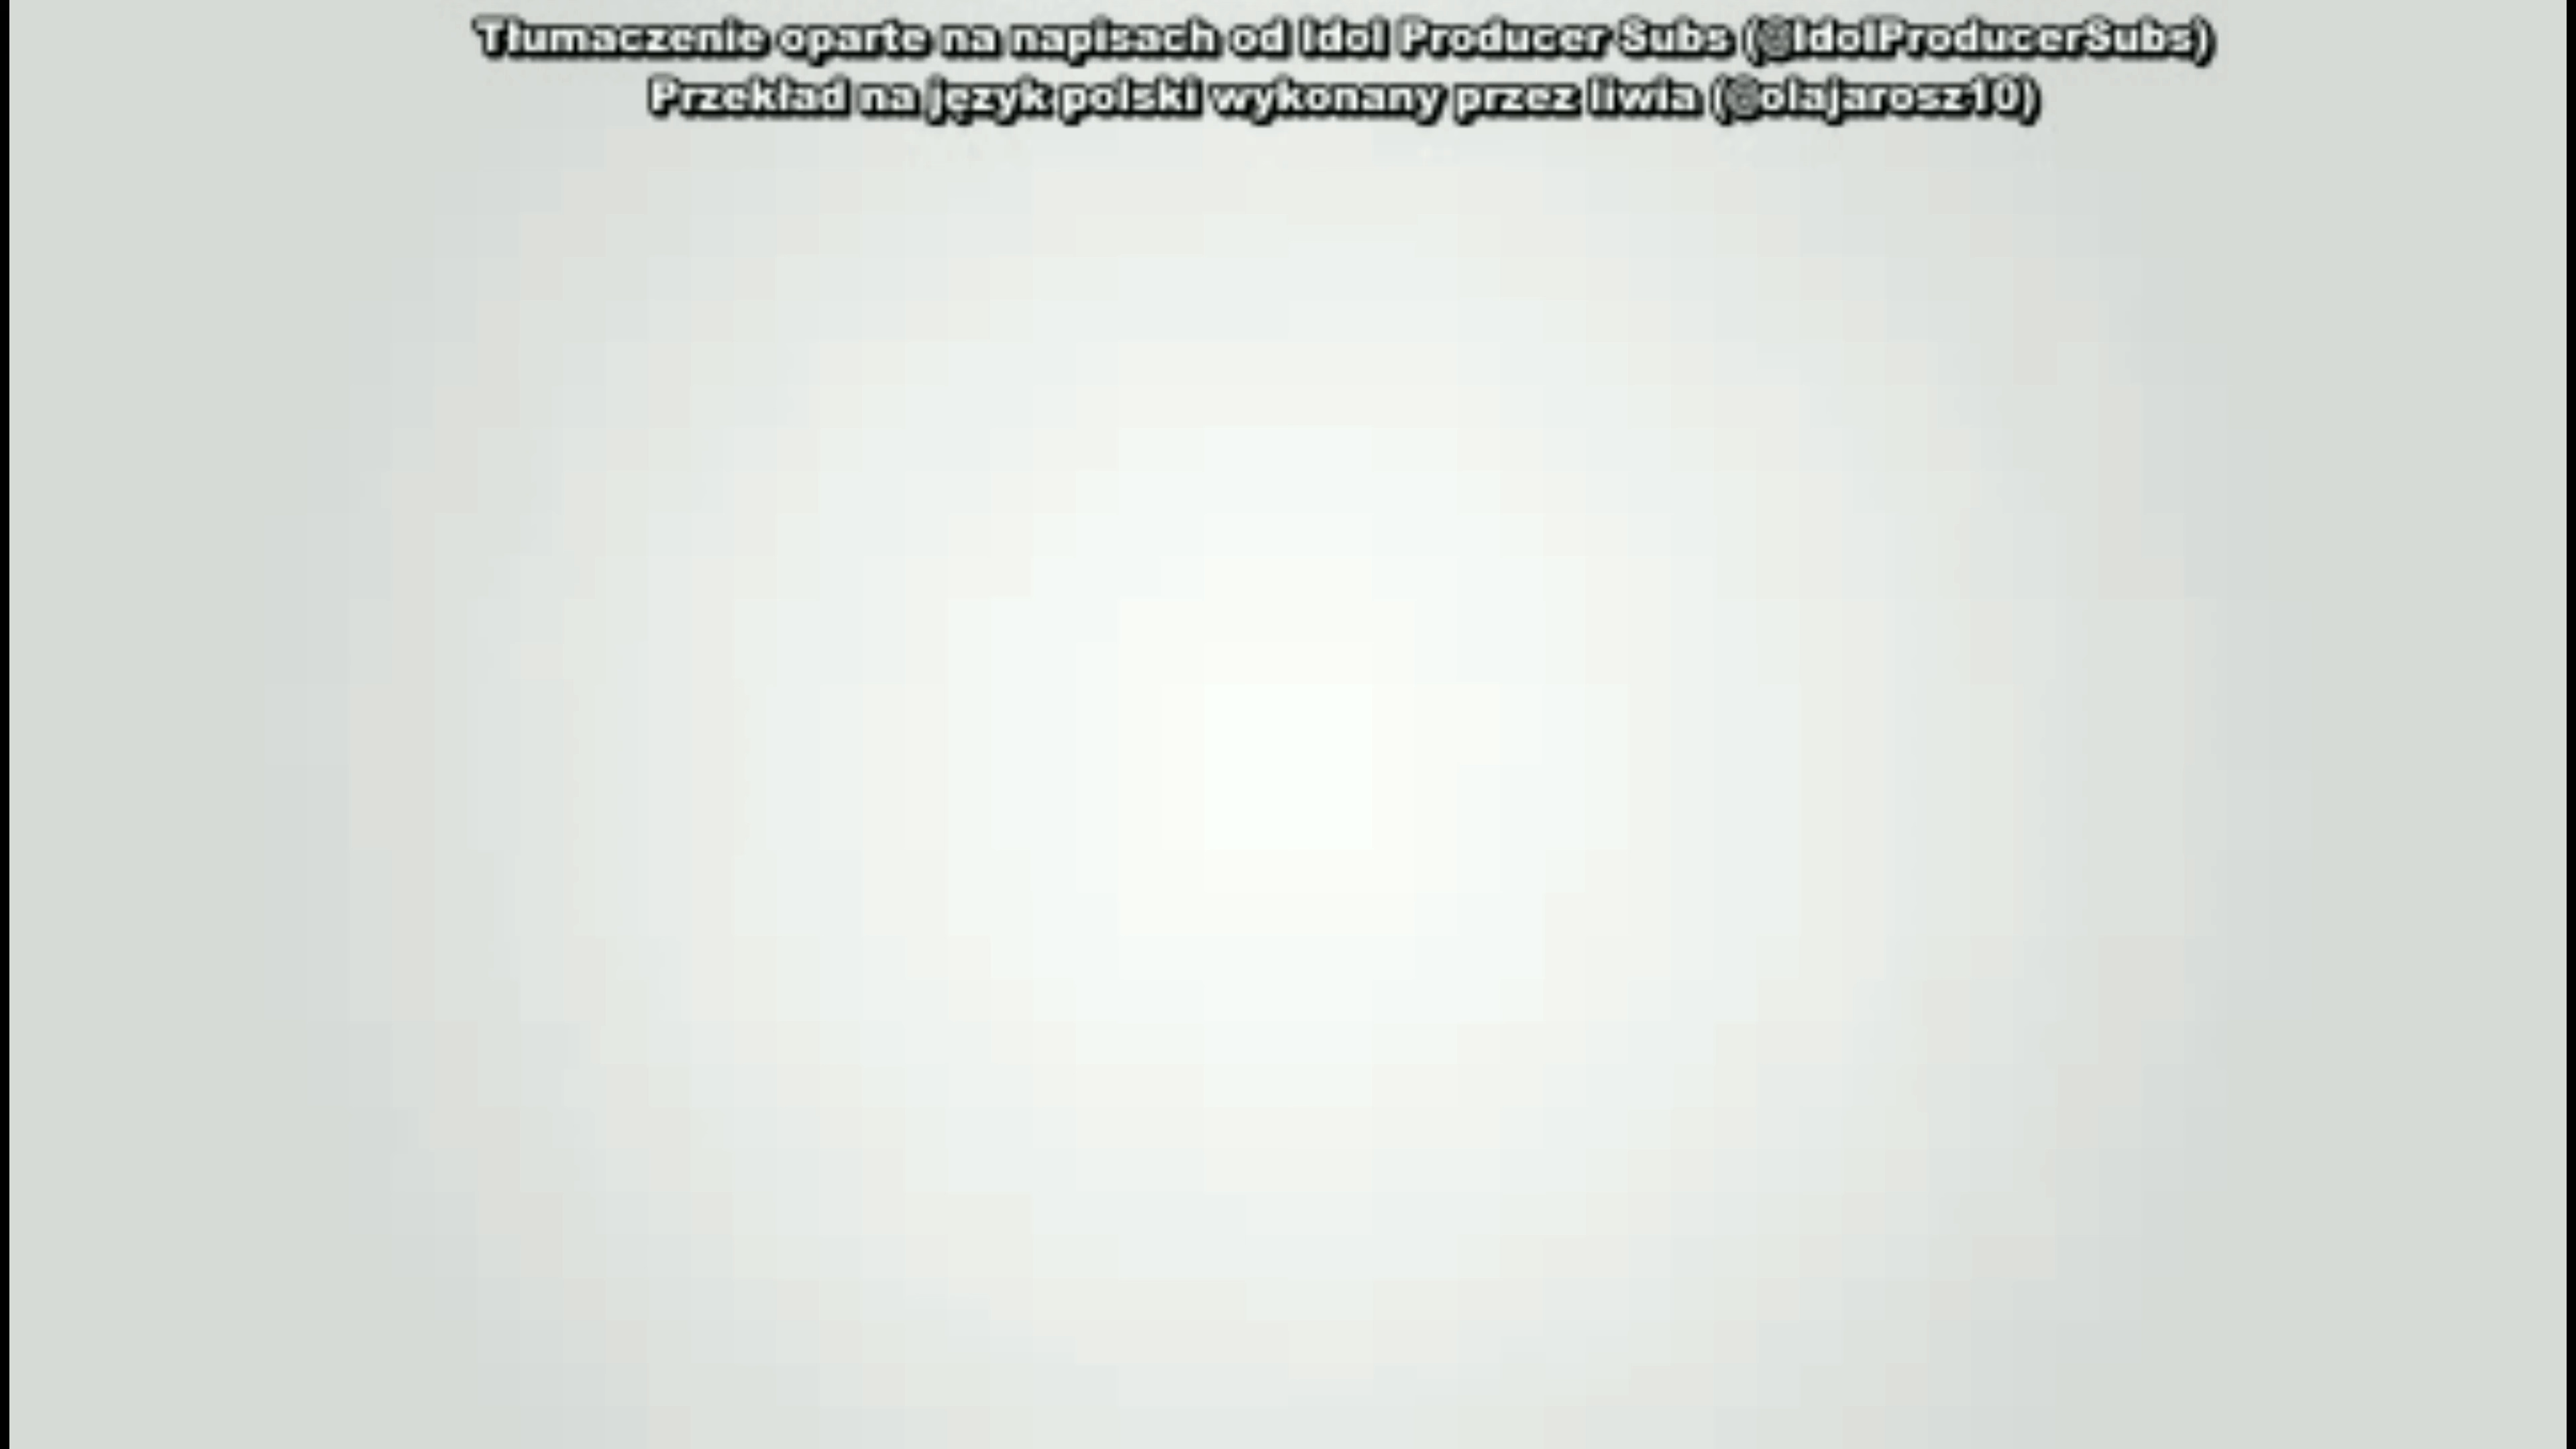 Tłumaczenie oparte na napisach od Idol Producer Subs (@IdolProducerSubs)
Przekład na język polski wykonany przez liwia (@olajarosz10)